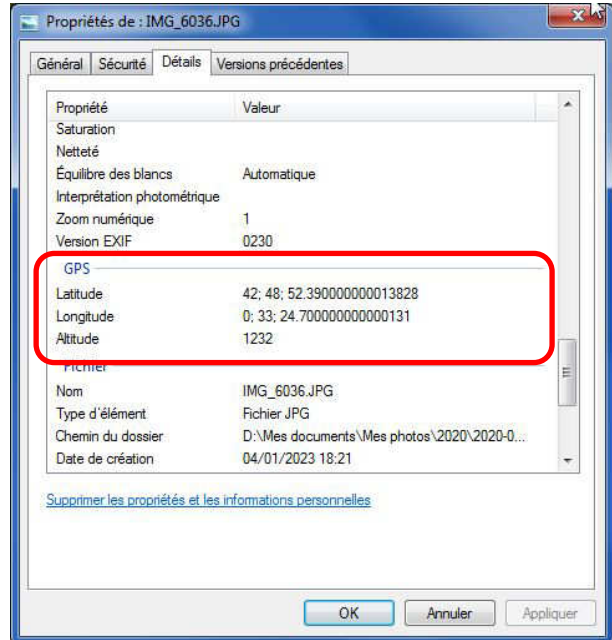 Propriétés de : IMG_6036.JPG
Général Sécurité Détails Versions précédentes
Propriété Valeur
Saturation
Netteté
Équilibre des blancs Automatique
Interprétation photométrique
Zoom numérique 1
Version EXIF 0230
GPS
Latitude 42; 48; 52.390000000013828
Longitude 0; 33; 24.700000000000131
Altitude 1232
Fichier
Nom IMG_6036.JPG
Type d'élément Fichier JPG
Chemin du dossier D:\Mes documents\Mes photos\2020\2020-0...
Date de création 04/01/2023 18:21
Supprimer les propriétés et les informations personnelles
OK Annuler Appliquer